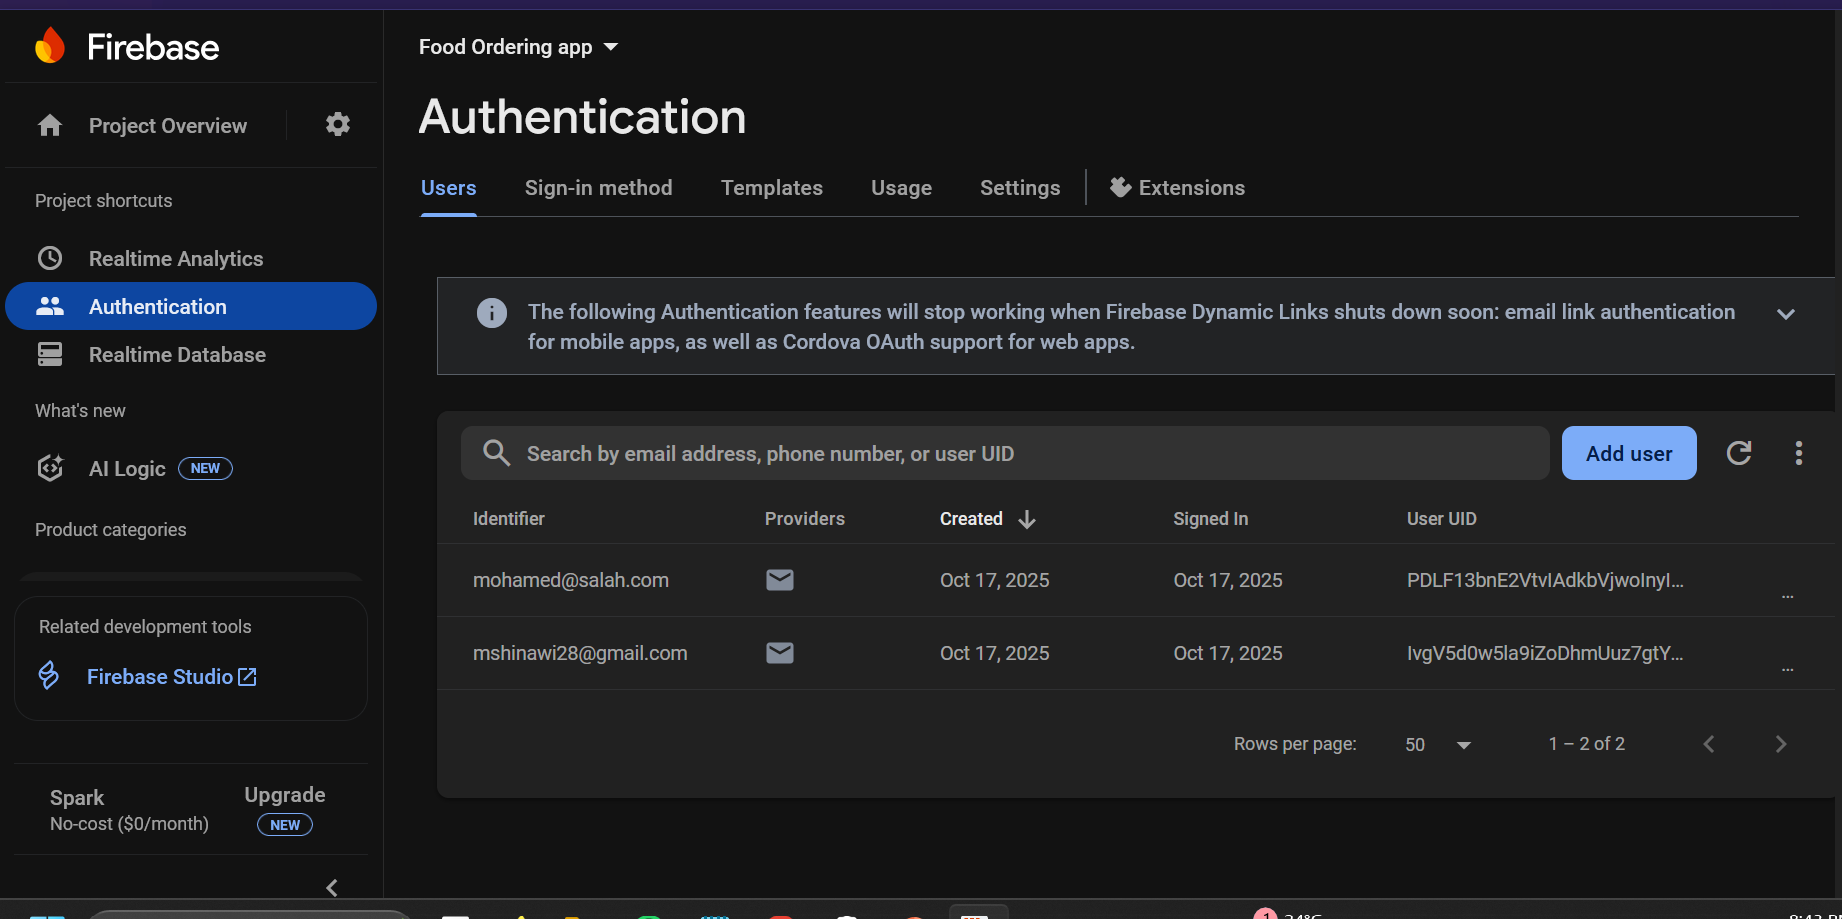 Firebase
Project Overview
Project shortcuts
Realtime Analytics
Authentication
Realtime Database
What's new
AI Logic NEW
Product categories
Related development tools
Firebase Studio
Spark
No-cost ($0/month)
Upgrade
NEW
Food Ordering app
Authentication
Users Sign-in method Templates Usage Settings Extensions
The following Authentication features will stop working when Firebase Dynamic Links shuts down soon: email link authentication
for mobile apps, as well as Cordova OAuth support for web apps.
Search by email address, phone number, or user UID Add user
Identifier Providers Created Signed In User UID
mohamed@salah.com Oct 17, 2025 Oct 17, 2025 PDLF13bnE2VtvIAdkbVjwoInyI... ...
mshinawi28@gmail.com Oct 17, 2025 Oct 17, 2025 IvgV5d0w5la9iZoDhmUuz7gtY... ...
Rows per page: 50 1 – 2 of 2